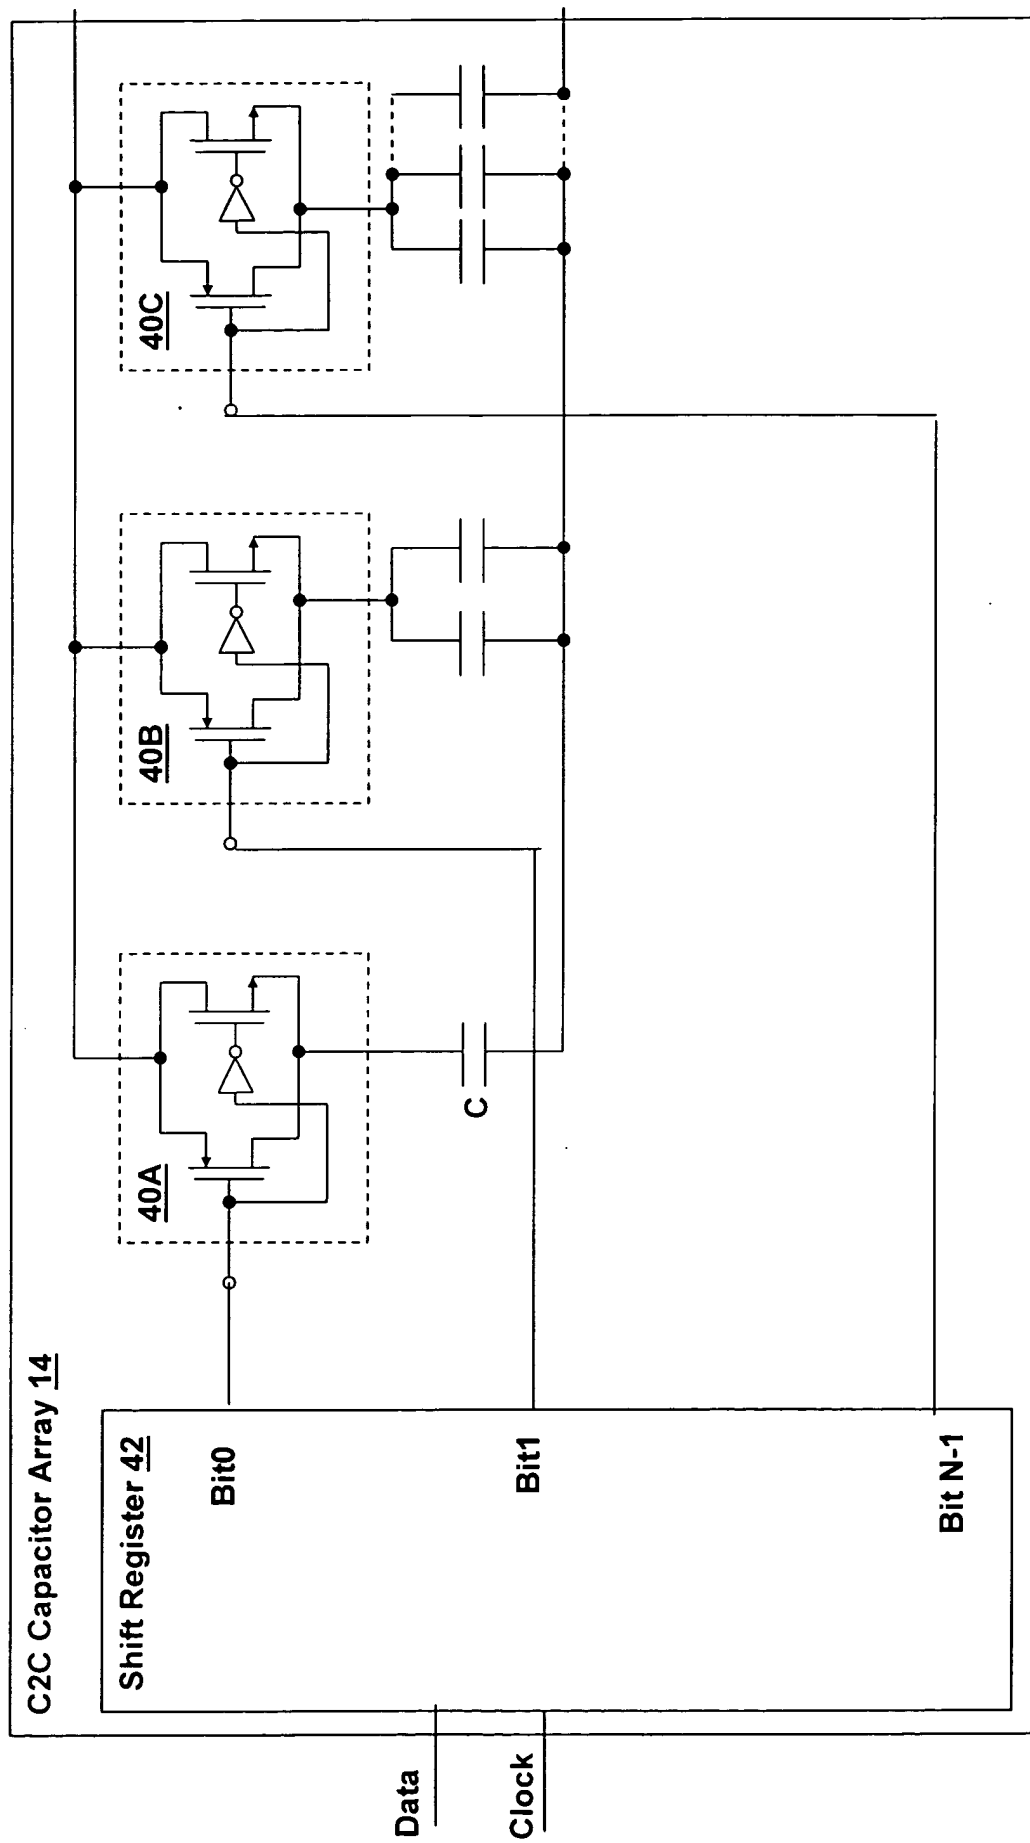 C2C Capacitor Array 14
Shift Register 42
Data
Clock
Bit0
Bit1
Bit N-1
40A
40B
40C
C